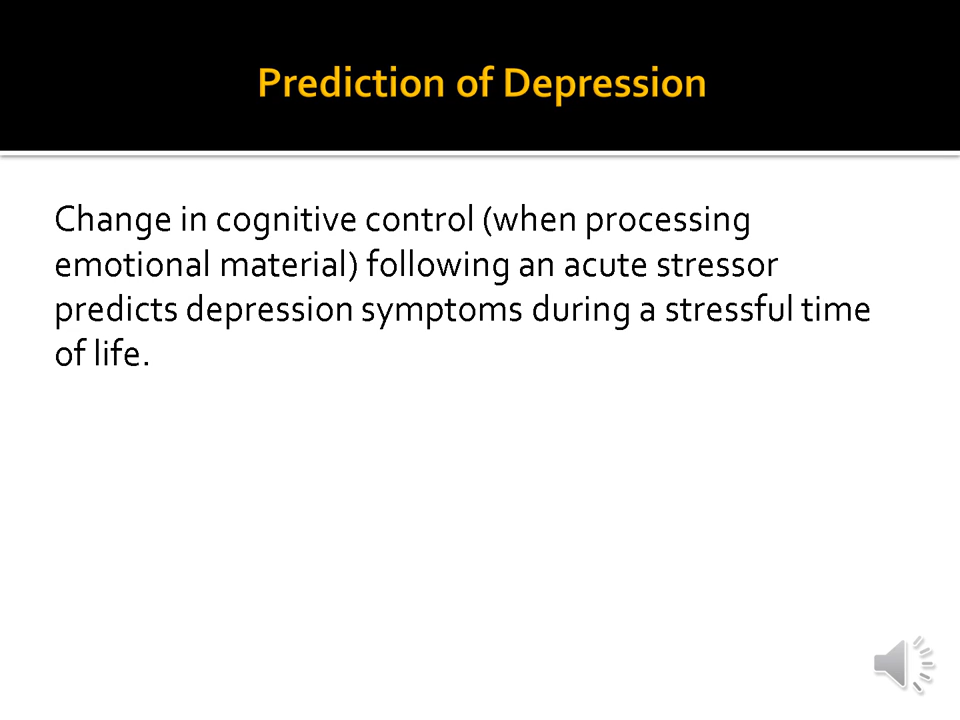 Prediction of Depression
Change in cognitive control (when processing
emotional material) following an acute stressor
predicts depression symptoms during a stressful time
of life.